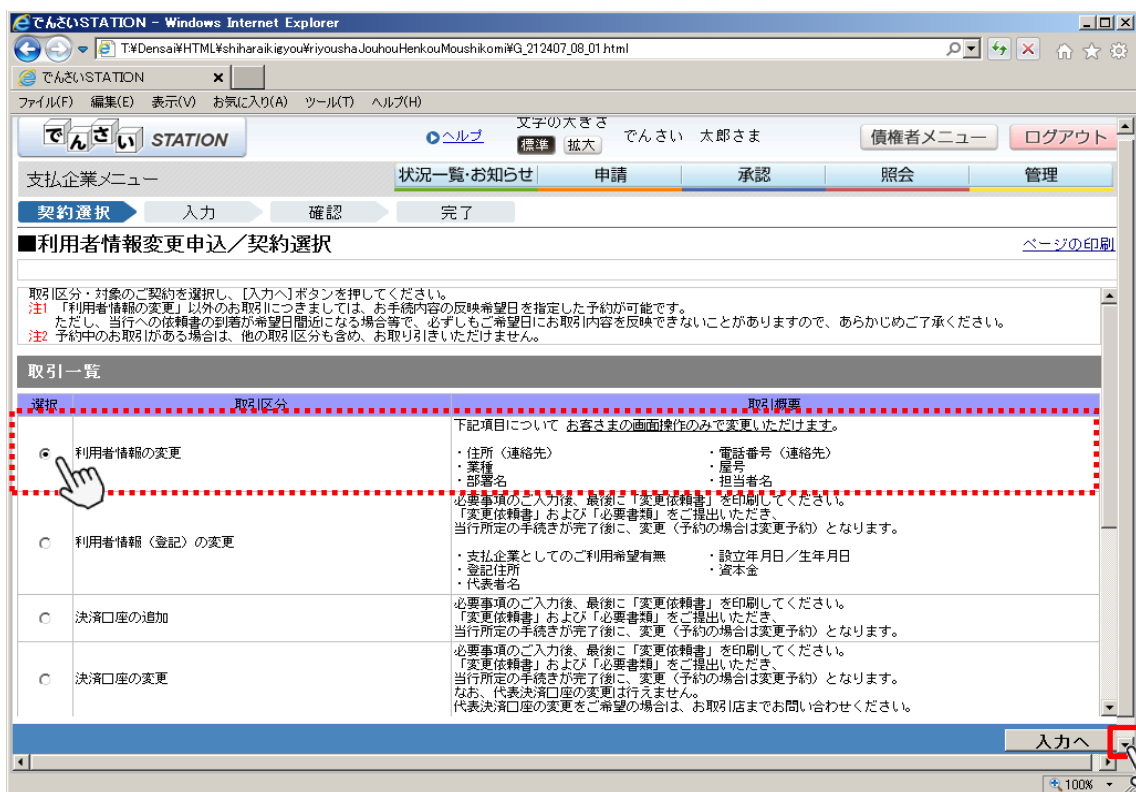 でんさいSTATION - Windows Internet Explorer
T:¥Densai¥HTML¥shiharaikigyou¥riyoushaJouhouHenkouMoushikomi¥G_212407_08_01.html
でんさいSTATION
ファイル(F) 編集(E) 表示(V) お気に入り(A) ツール(T) ヘルプ(H)
でんさい STATION
ヘルプ
文字の大きさ
標準 拡大
でんさい 太郎さま
債権者メニュー
ログアウト
支払企業メニュー
状況一覧・お知らせ 申請 承認 照会 管理
契約選択 入力 確認 完了
■利用者情報変更申込／契約選択
ページの印刷
取引区分・対象のご契約を選択し、[入力へ]ボタンを押してください。
注1 「利用者情報の変更」以外のお取引につきましては、お手続内容の反映希望日を指定した予約が可能です。
ただし、当行への依頼書の到着が希望日間近になる場合等で、必ずしもご希望日にお取引内容を反映できないことがありますので、あらかじめご了承ください。
注2 予約中のお取引がある場合は、他の取引区分も含め、お取り引きいただけません。
取引一覧
選択 取引区分 取引概要
利用者情報の変更
下記項目について お客さまの画面操作のみで変更いただけます。
・住所（連絡先） ・電話番号（連絡先）
・業種 ・屋号
・部署名 ・担当者名
利用者情報（登記）の変更
必要事項のご入力後、最後に「変更依頼書」を印刷してください。
「変更依頼書」および「必要書類」をご提出いただき、
当行所定の手続きが完了後に、変更（予約の場合は変更予約）となります。
・支払企業としてのご利用希望有無 ・設立年月日／生年月日
・登記住所 ・資本金
・代表者名
決済口座の追加
必要事項のご入力後、最後に「変更依頼書」を印刷してください。
「変更依頼書」および「必要書類」をご提出いただき、
当行所定の手続きが完了後に、変更（予約の場合は変更予約）となります。
決済口座の変更
必要事項のご入力後、最後に「変更依頼書」を印刷してください。
「変更依頼書」および「必要書類」をご提出いただき、
当行所定の手続きが完了後に、変更（予約の場合は変更予約）となります。
なお、代表決済口座の変更は行えません。
代表決済口座の変更をご希望の場合は、お取引店までお問い合わせください。
入力へ
100%